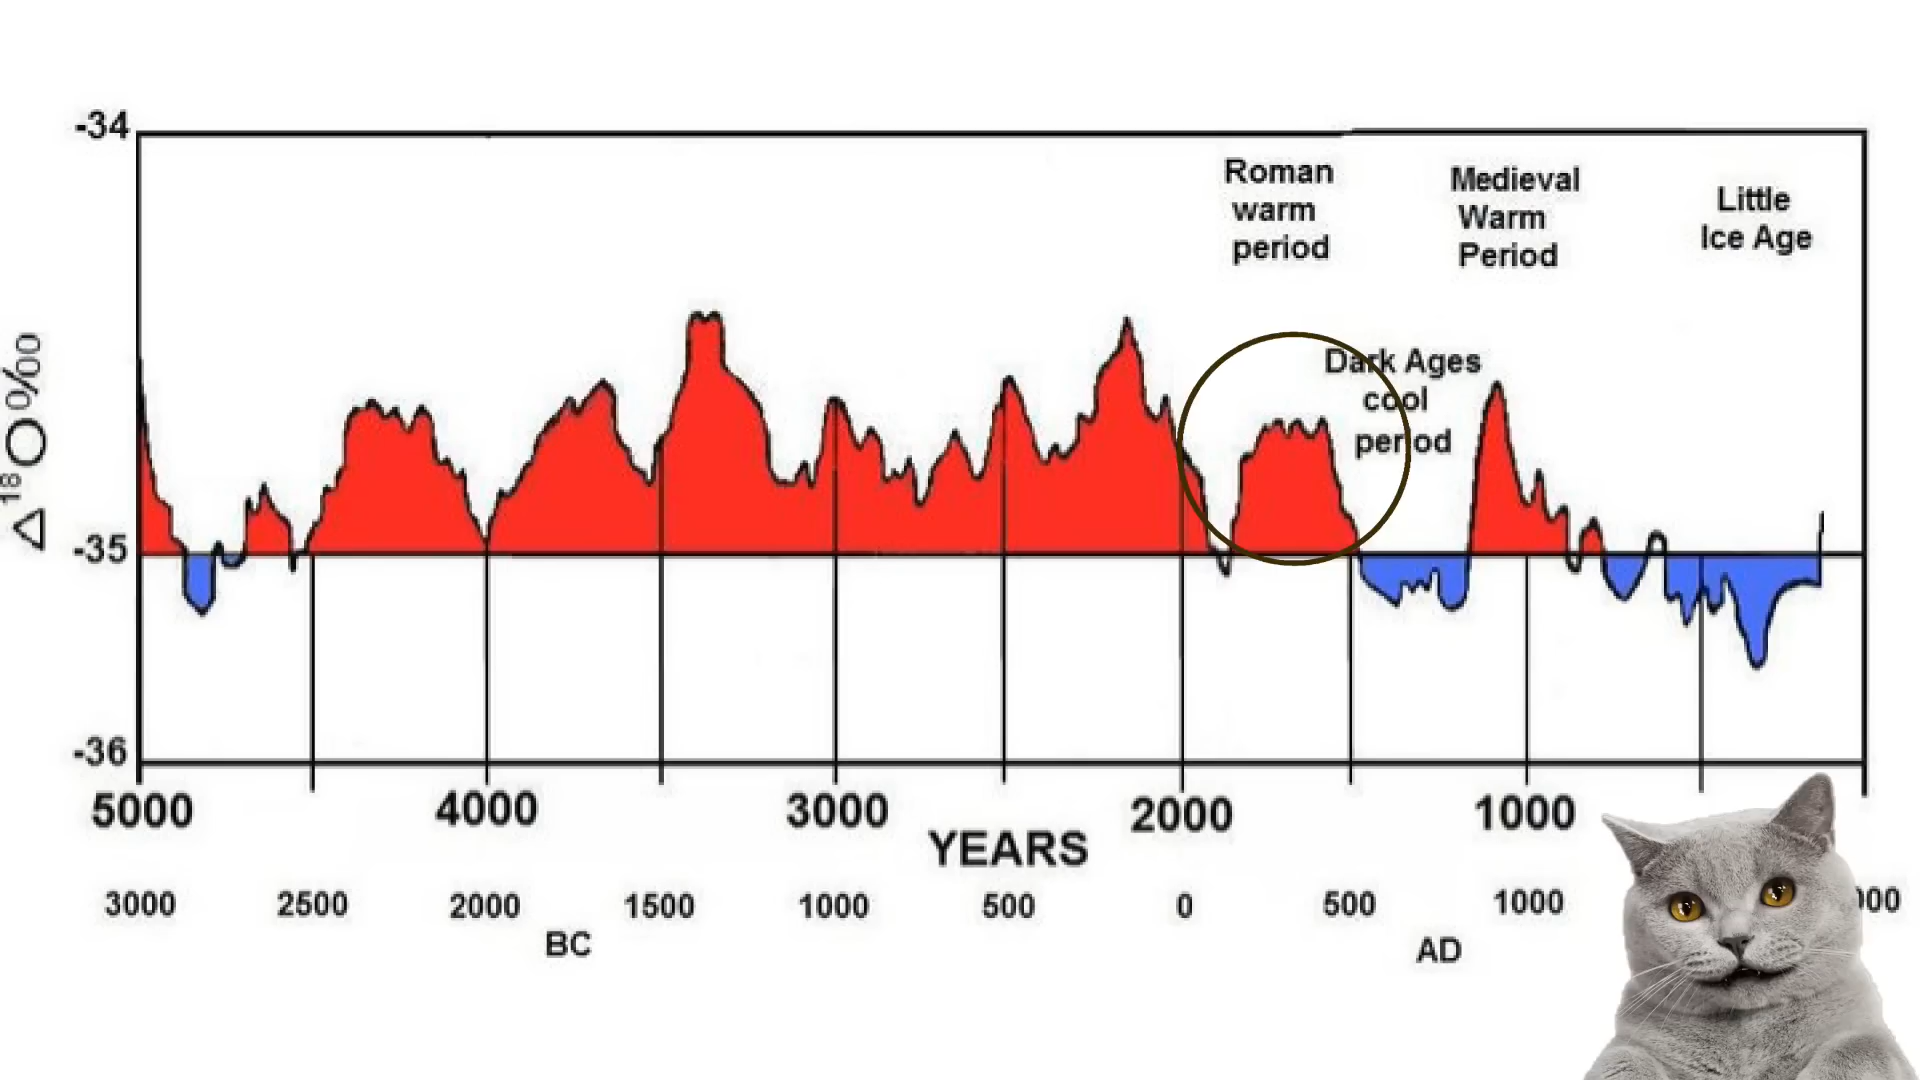 -34
Roman
warm
period
Medieval
Warm
Period
Little
Ice Age
Dark Ages
cool
period
Δ18O‰
-35
-36
5000 4000 3000 2000 1000
YEARS
3000 2500 2000 1500 1000 500 0 500 1000
BC AD